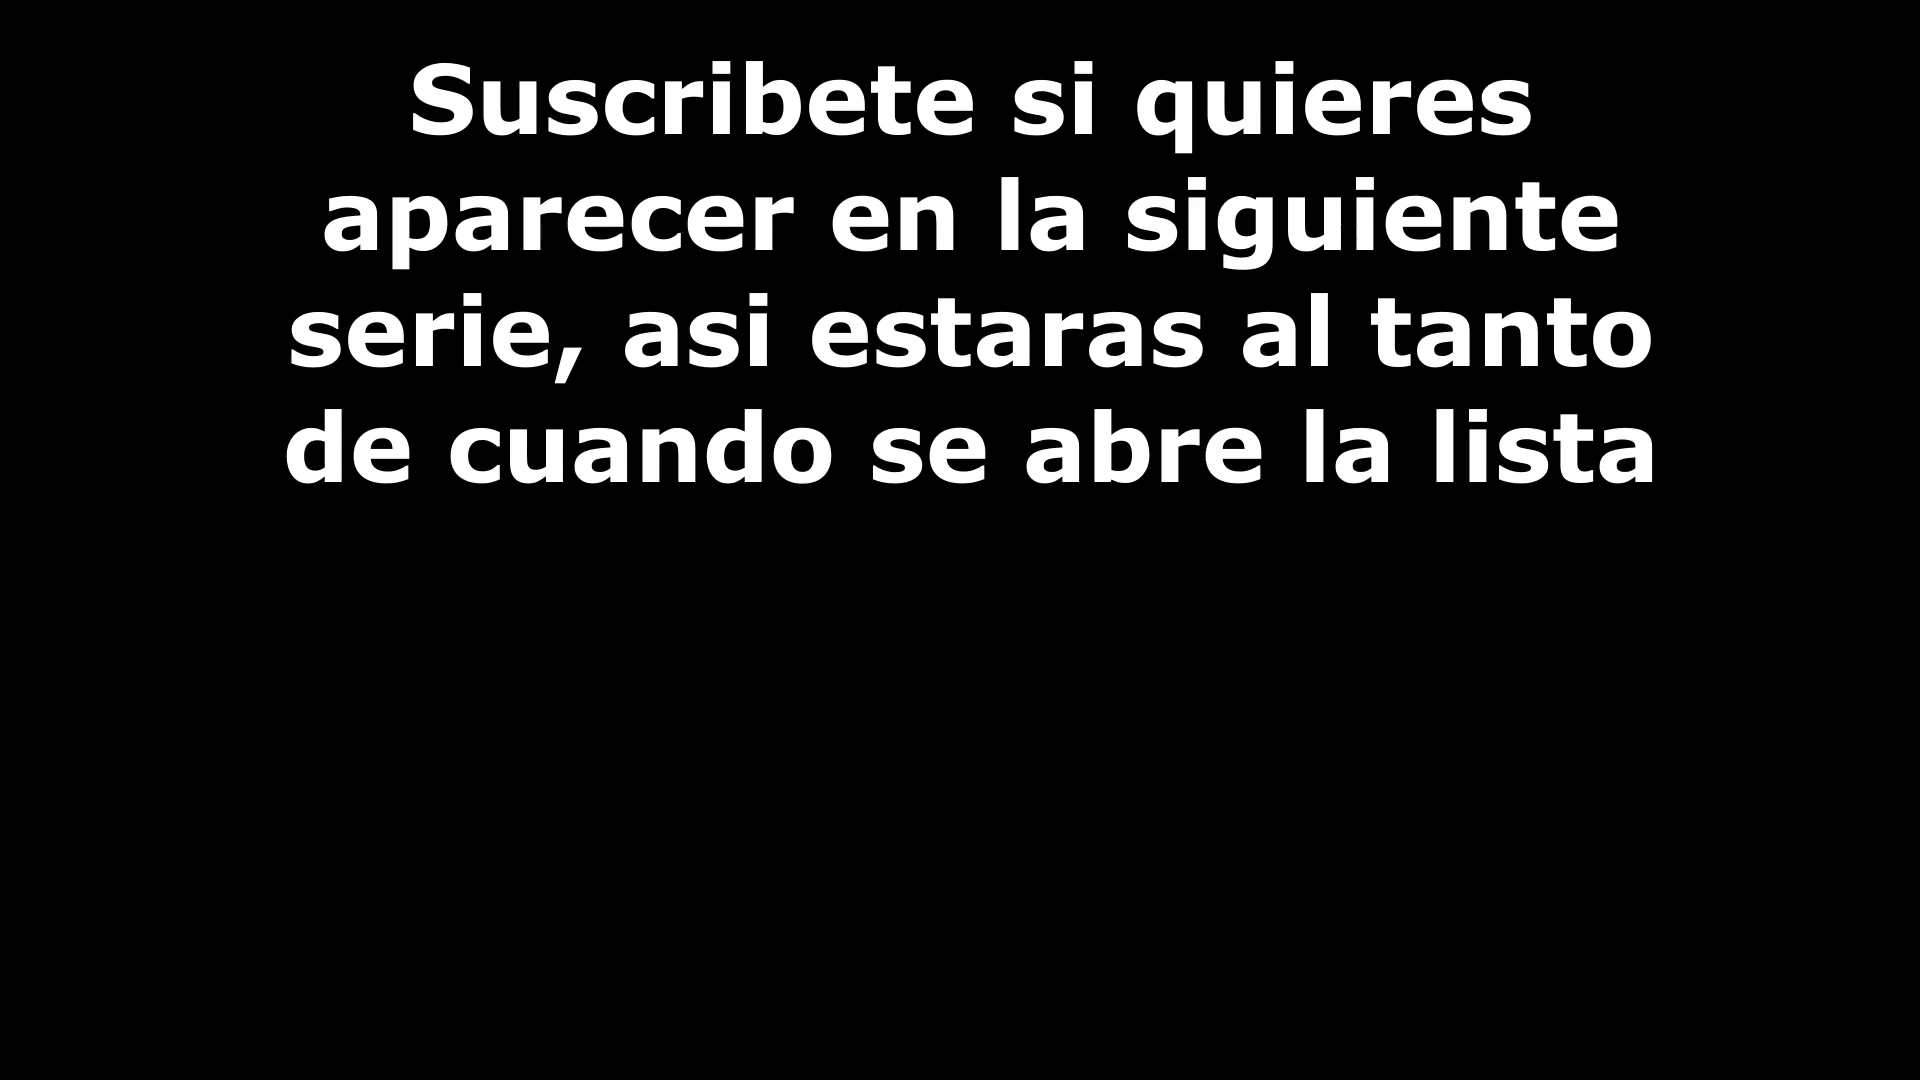 Suscribete si quieres
aparecer en la siguiente
serie, asi estaras al tanto
de cuando se abre la lista